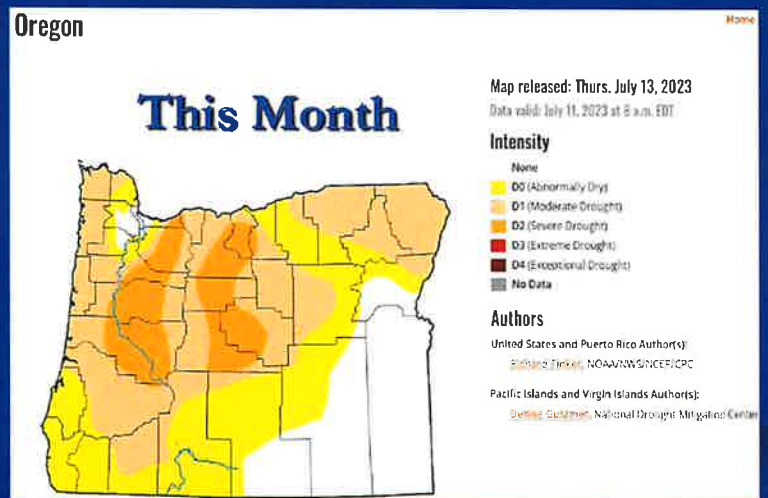 Oregon
Home
This Month
Map released: Thurs. July 13, 2023
Data valid: July 11, 2023 at 8 a.m. EDT
Intensity
None
D0 (Abnormally Dry)
D1 (Moderate Drought)
D2 (Severe Drought)
D3 (Extreme Drought)
D4 (Exceptional Drought)
No Data
Authors
United States and Puerto Rico Author(s):
NOAA/NWS/NCEP/CPC
Pacific Islands and Virgin Islands Author(s):
National Drought Mitigation Center